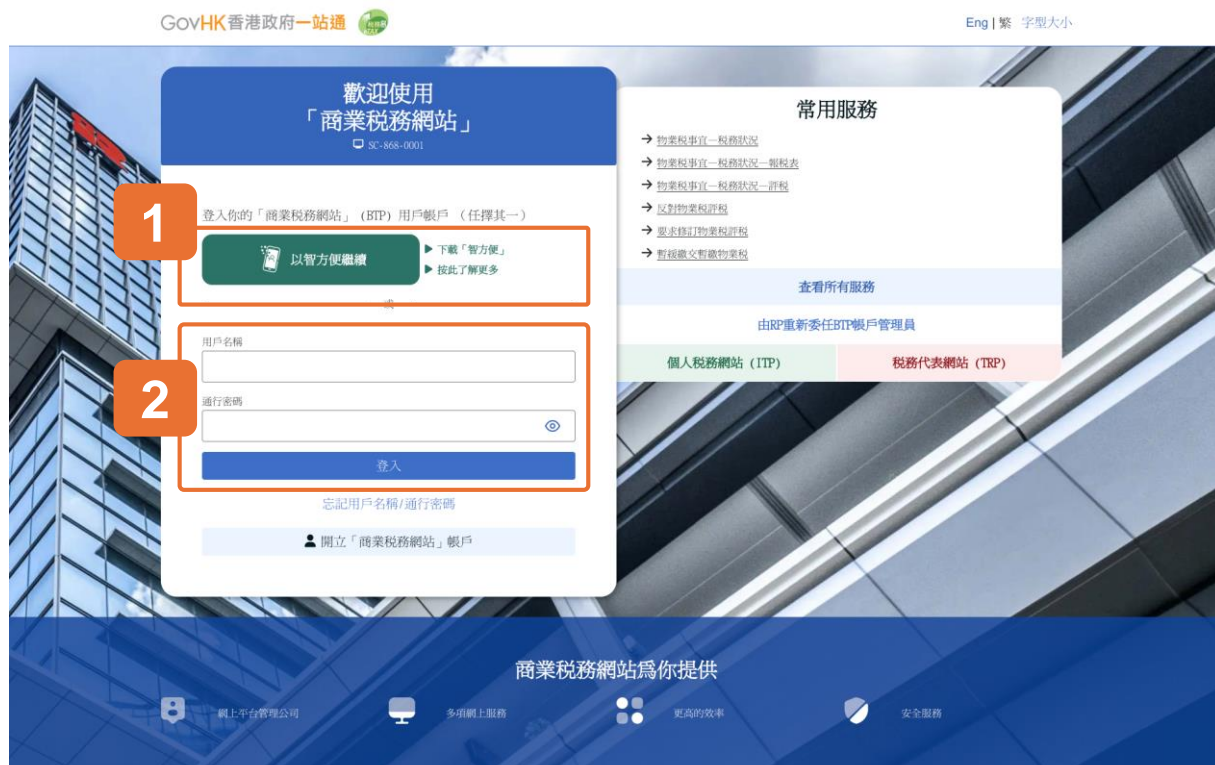 GovHK香港政府一站通
Eng | 繁 字型大小
歡迎使用
「商業稅務網站」
SC-868-0001
1
登入你的「商業稅務網站」 (BTP) 用戶帳戶 (任擇其一)
以智方便繼續
▶ 下載「智方便」
▶ 按此了解更多
或
2
用戶名稱
通行密碼
登入
忘記用戶名稱/通行密碼
開立「商業稅務網站」帳戶
常用服務
→ 物業稅事宜—稅務狀況
→ 物業稅事宜—稅務狀況—報稅表
→ 物業稅事宜—稅務狀況—評稅
→ 反對物業稅評稅
→ 要求修訂物業稅評稅
→ 暫緩繳交暫繳物業稅
查看所有服務
由RP重新委任BTP帳戶管理員
個人稅務網站 (ITP)
稅務代表網站 (TRP)
商業稅務網站為你提供
網上平台管理公司
多項網上服務
更高的效率
安全服務